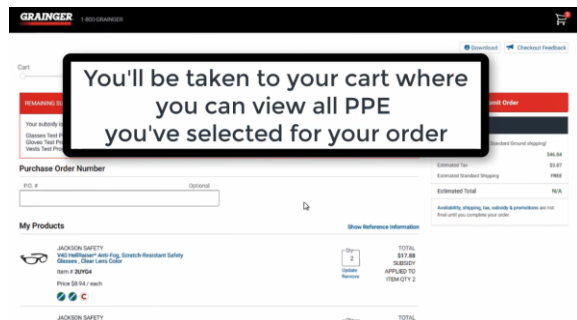 GRAINGER
1-800-GRAINGER
Download
Checkout Feedback
Cart
You'll be taken to your cart where
you can view all PPE
you've selected for your order
REMAINING
Submit Order
Your subsidy
Glasses Test
Gloves Test
Vests Test
Standard Ground shipping!
$46.84
Estimated Tax
$3.87
Estimated Standard Shipping
FREE
Estimated Total
N/A
Availability, shipping, tax, subsidy & promotions are not
final until you complete your order
Purchase Order Number
P.O. #
Optional
My Products
Show Reference Information
JACKSON SAFETY
V40 HellRaiser® Anti-Fog, Scratch-Resistant Safety
Glasses , Clear Lens Color
Item # 2UYG4
Price $8.94 / each
Qty
2
Update
Remove
TOTAL
$17.88
SUBSIDY
APPLIED TO
ITEM QTY 2
JACKSON SAFETY
TOTAL